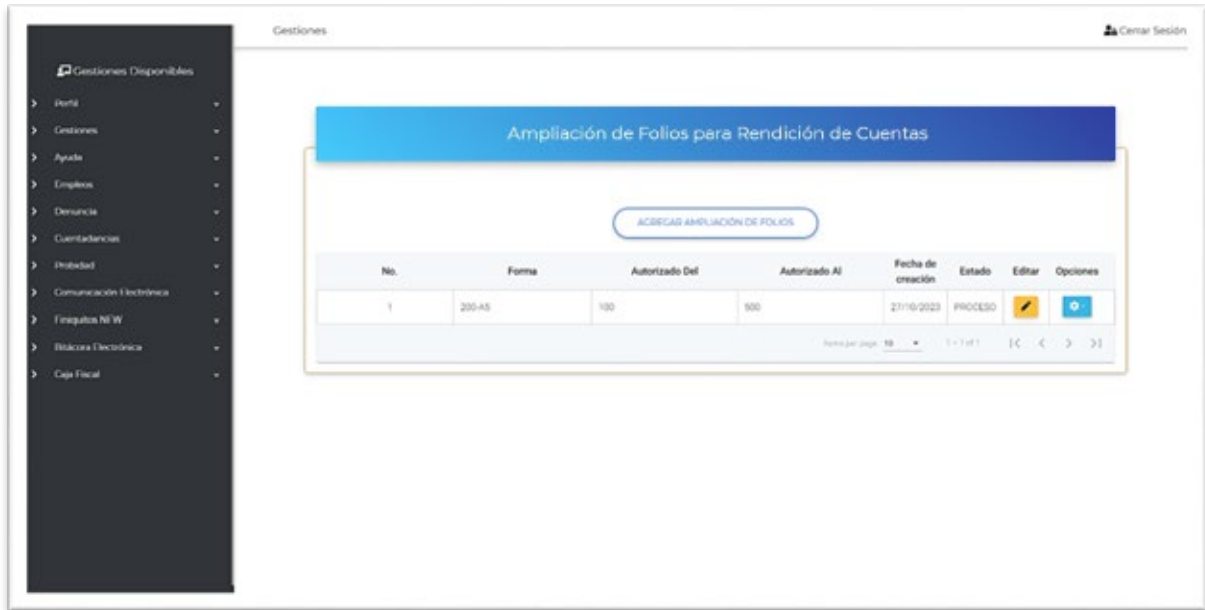 Gestiones
Cerrar Sesión
Gestiones Disponibles
Perfil
Gestiones
Ayuda
Empleos
Denuncia
Cuentadancias
Probidad
Comunicación Electrónica
Finiquitos NEW
Bitácora Electrónica
Caja Fiscal
Ampliación de Folios para Rendición de Cuentas
AGREGAR AMPLIACIÓN DE FOLIOS
No. Forma Autorizado Del Autorizado Al Fecha de creación Estado Editar Opciones
1 200-A5 100 500 27/10/2023 PROCESO
Items per page: 10 1 – 1 of 1